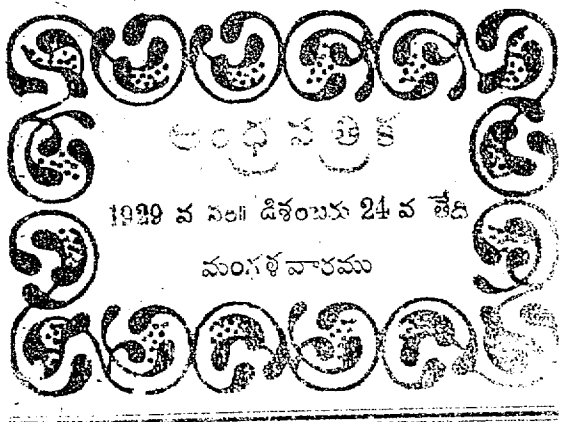 ఆంధ్రపత్రిక
1929 వ సం॥ డిశంబరు 24 వ తేది
మంగళవారము